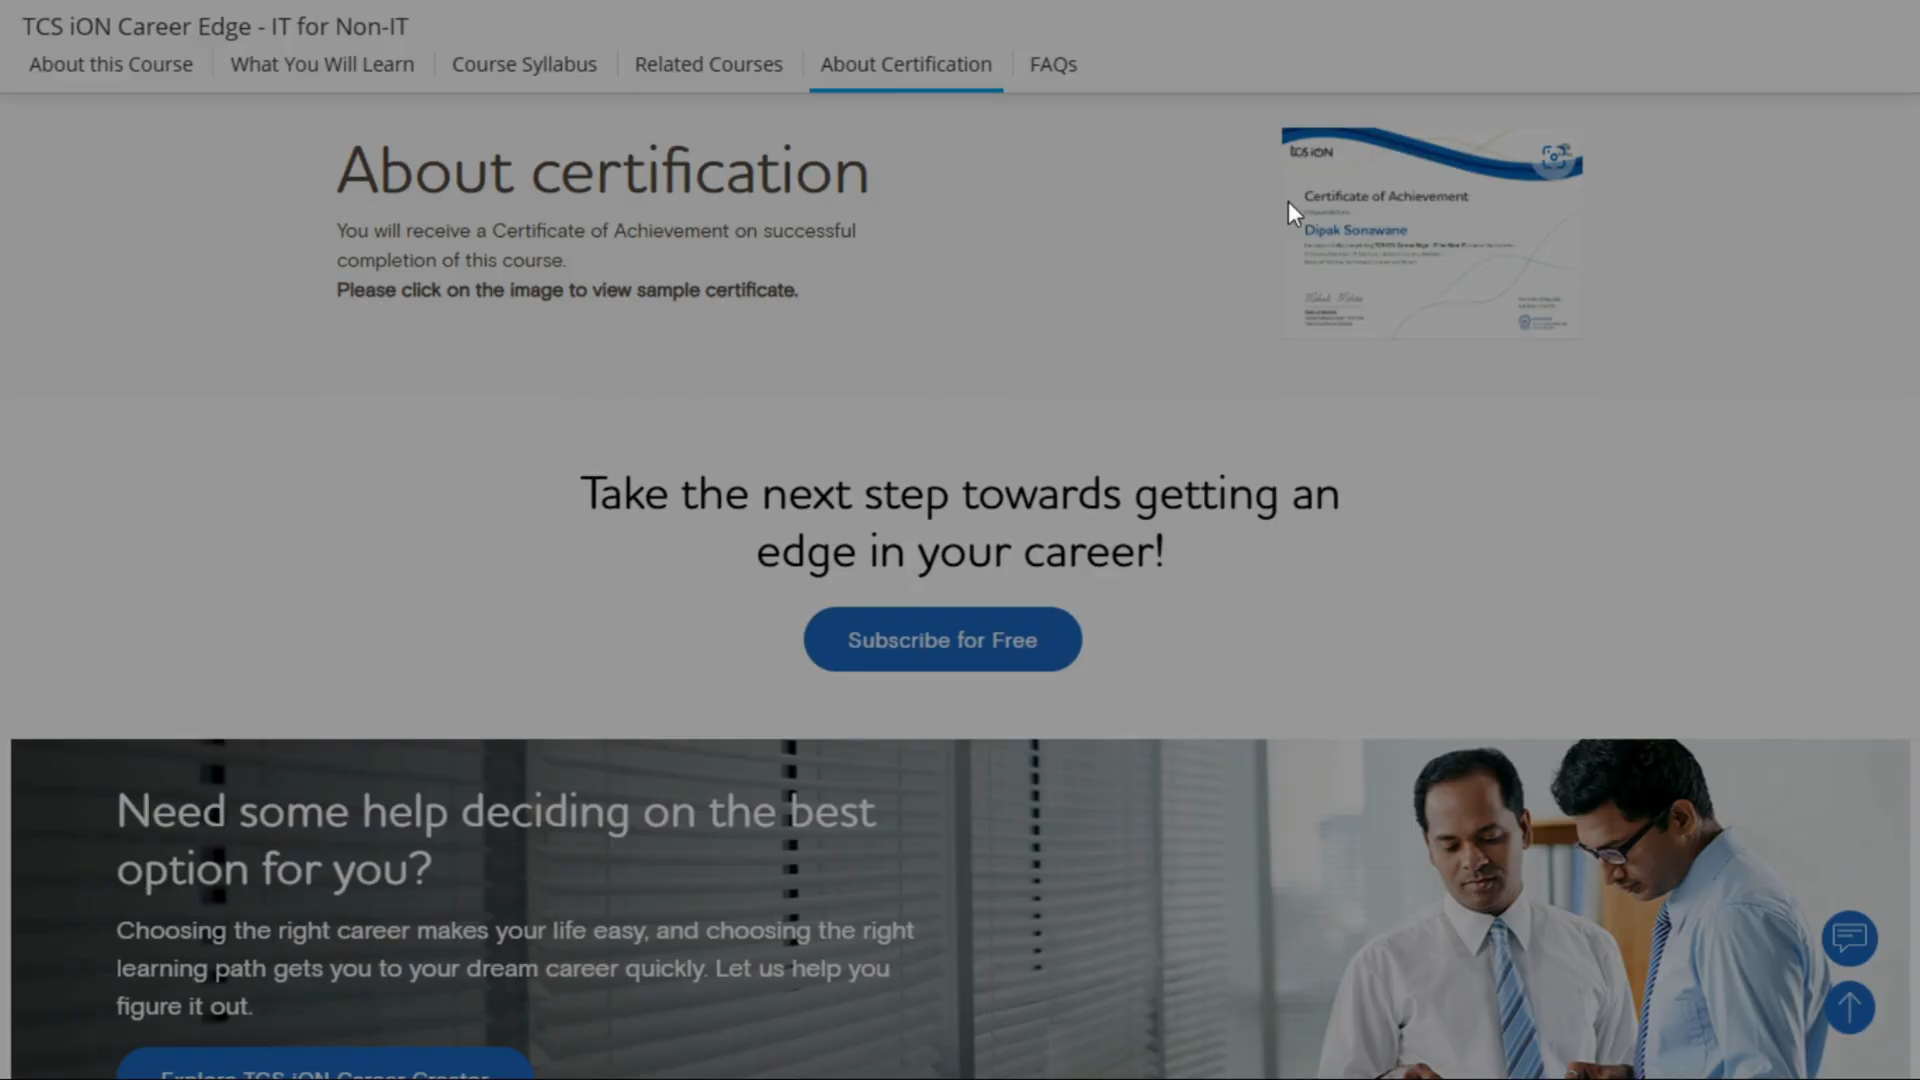 TCS iON Career Edge - IT for Non-IT
About this Course
What You Will Learn
Course Syllabus
Related Courses
About Certification
FAQs
About certification
You will receive a Certificate of Achievement on successful
completion of this course.
Please click on the image to view sample certificate.
tcs iON
Certificate of Achievement
Dipak Sonawane
Take the next step towards getting an
edge in your career!
Subscribe for Free
Need some help deciding on the best
option for you?
Choosing the right career makes your life easy, and choosing the right
learning path gets you to your dream career quickly. Let us help you
figure it out.
Explore TCS iON Career Creator